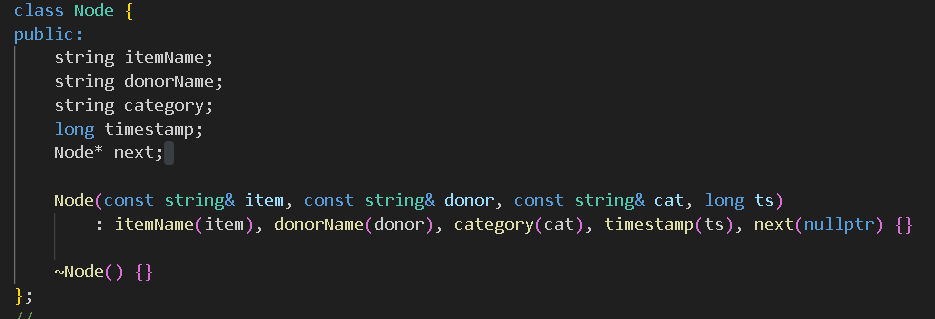 class Node {
public:
    string itemName;
    string donorName;
    string category;
    long timestamp;
    Node* next;
    Node(const string& item, const string& donor, const string& cat, long ts)
        : itemName(item), donorName(donor), category(cat), timestamp(ts), next(nullptr) {}
    ~Node() {}
};
//